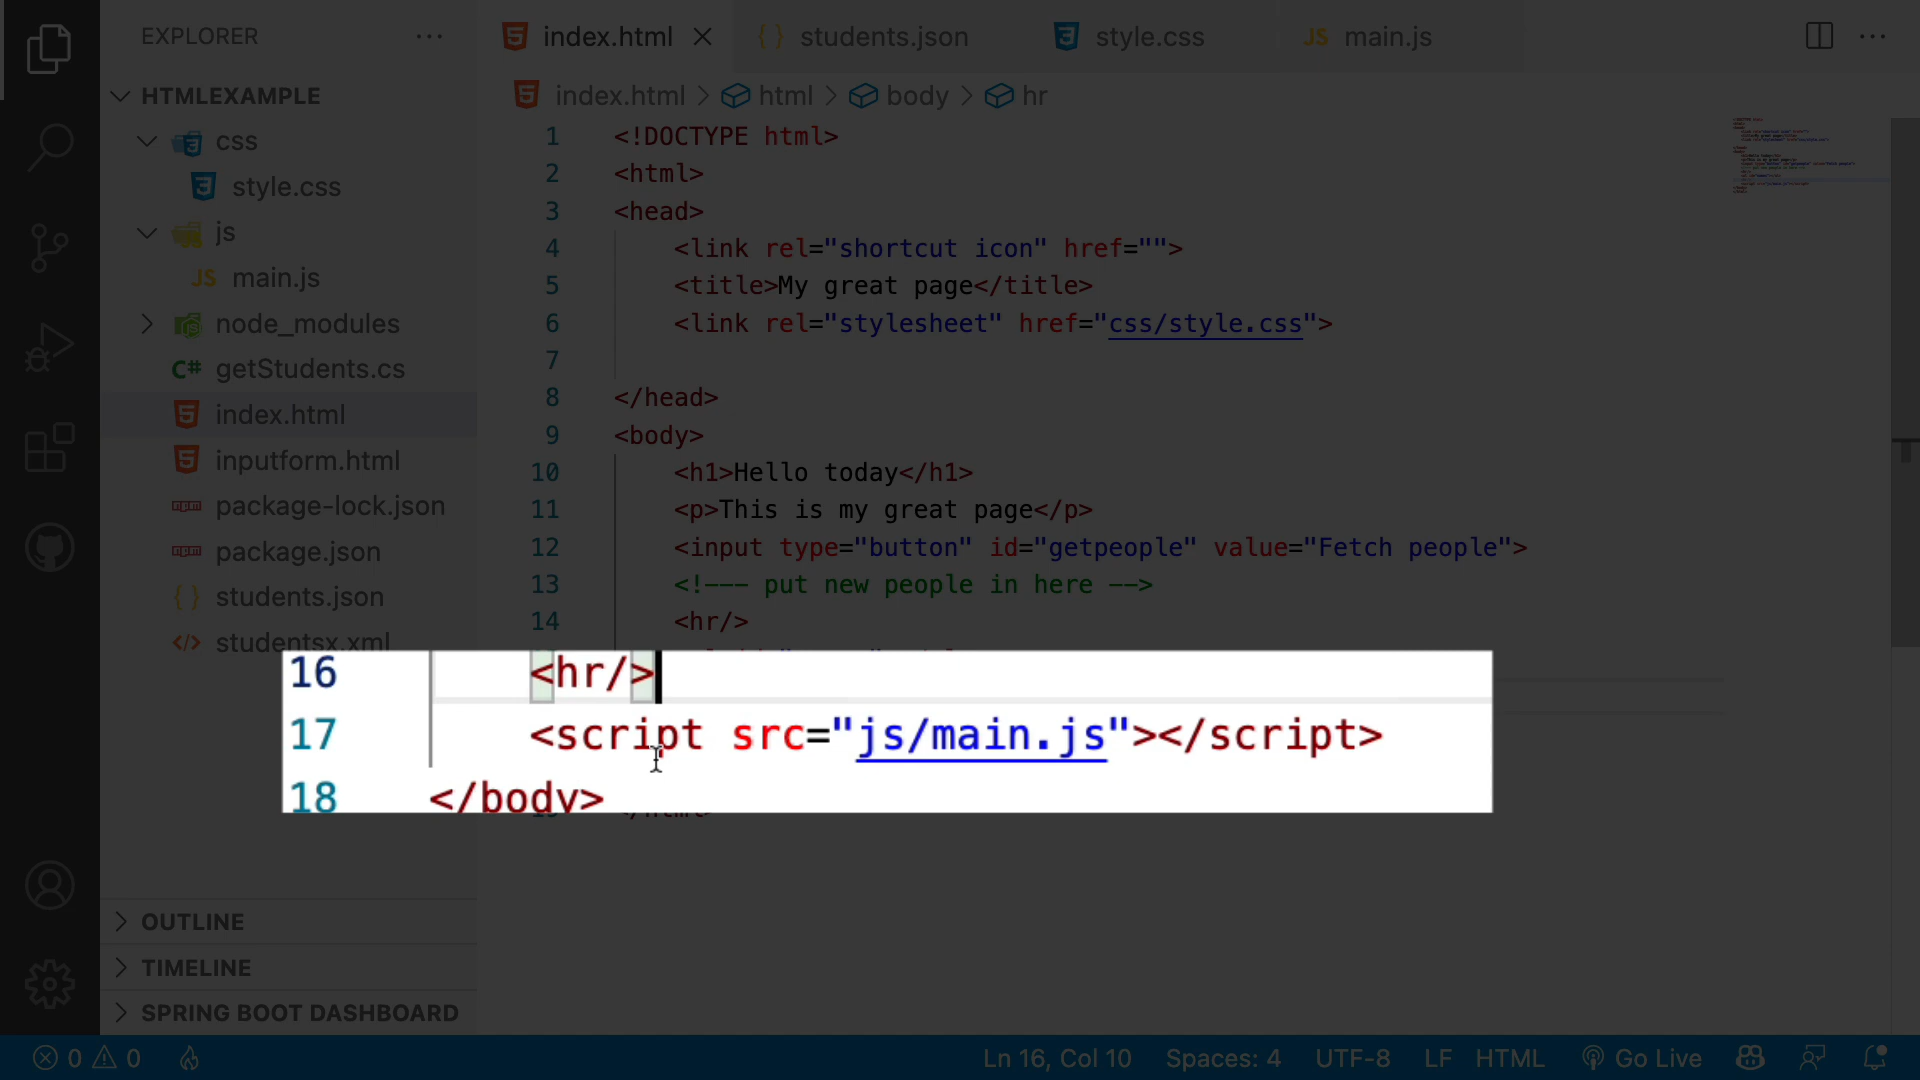 EXPLORER ···
HTMLEXAMPLE
css
style.css
js
JS main.js
node_modules
C# getStudents.cs
index.html
inputform.html
package-lock.json
package.json
{ } students.json
</> studentsx.xml
OUTLINE
TIMELINE
SPRING BOOT DASHBOARD
index.html
{ } students.json
style.css
JS main.js
index.html > html > body > hr
1 <!DOCTYPE html>
2 <html>
3 <head>
4 <link rel="shortcut icon" href="">
5 <title>My great page</title>
6 <link rel="stylesheet" href="css/style.css">
7
8 </head>
9 <body>
10 <h1>Hello today</h1>
11 <p>This is my great page</p>
12 <input type="button" id="getpeople" value="Fetch people">
13 <!--- put new people in here -->
14 <hr/>
16 <hr/>
17 <script src="js/main.js"></script>
18 </body>
0 0
Ln 16, Col 10 Spaces: 4 UTF-8 LF HTML Go Live